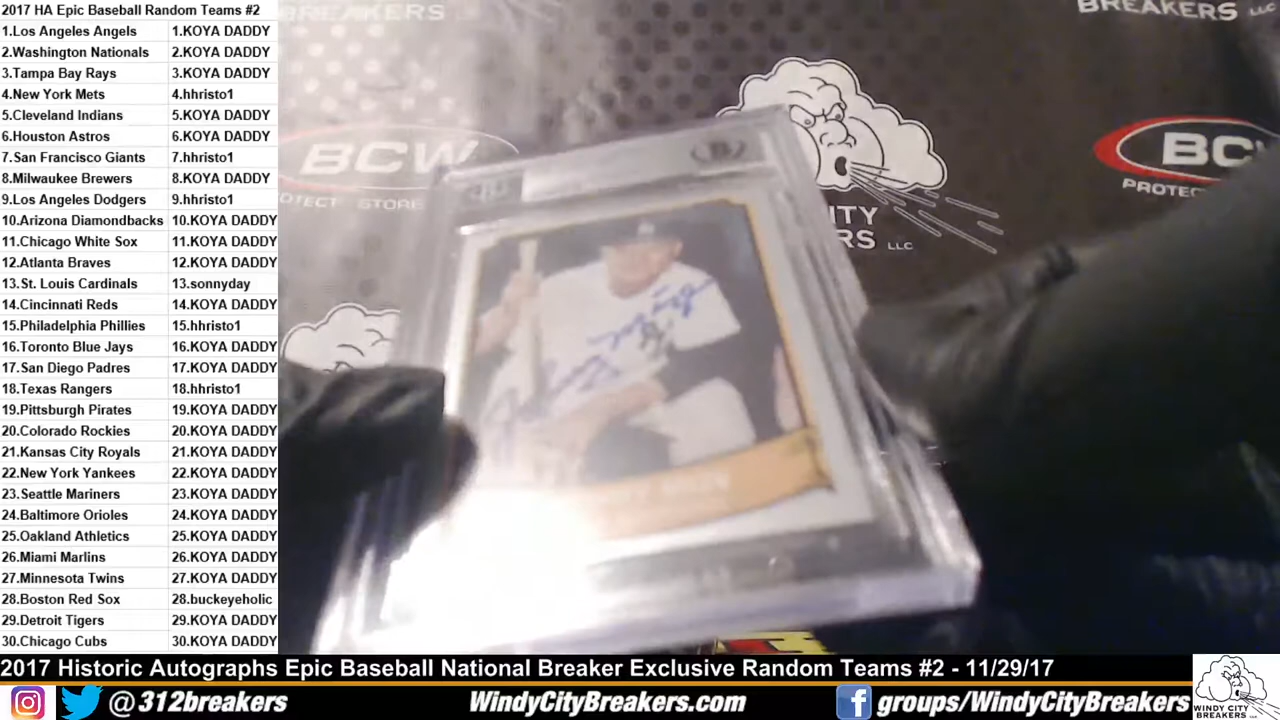 2017 HA Epic Baseball Random Teams #2
1.Los Angeles Angels 1.KOYA DADDY
2.Washington Nationals 2.KOYA DADDY
3.Tampa Bay Rays 3.KOYA DADDY
4.New York Mets 4.hhristo1
5.Cleveland Indians 5.KOYA DADDY
6.Houston Astros 6.KOYA DADDY
7.San Francisco Giants 7.hhristo1
8.Milwaukee Brewers 8.KOYA DADDY
9.Los Angeles Dodgers 9.hhristo1
10.Arizona Diamondbacks 10.KOYA DADDY
11.Chicago White Sox 11.KOYA DADDY
12.Atlanta Braves 12.KOYA DADDY
13.St. Louis Cardinals 13.sonnyday
14.Cincinnati Reds 14.KOYA DADDY
15.Philadelphia Phillies 15.hhristo1
16.Toronto Blue Jays 16.KOYA DADDY
17.San Diego Padres 17.KOYA DADDY
18.Texas Rangers 18.hhristo1
19.Pittsburgh Pirates 19.KOYA DADDY
20.Colorado Rockies 20.KOYA DADDY
21.Kansas City Royals 21.KOYA DADDY
22.New York Yankees 22.KOYA DADDY
23.Seattle Mariners 23.KOYA DADDY
24.Baltimore Orioles 24.KOYA DADDY
25.Oakland Athletics 25.KOYA DADDY
26.Miami Marlins 26.KOYA DADDY
27.Minnesota Twins 27.KOYA DADDY
28.Boston Red Sox 28.buckeyeholic
29.Detroit Tigers 29.KOYA DADDY
30.Chicago Cubs 30.KOYA DADDY
BREAKERS LLC
BREAKERS LLC
BCW
TECT STORE
BC
PROTEC
ITY
RS LLC
2017 Historic Autographs Epic Baseball National Breaker Exclusive Random Teams #2 - 11/29/17
@312breakers WindyCityBreakers.com groups/WindyCityBreakers
WINDY CITY
BREAKERS LLC